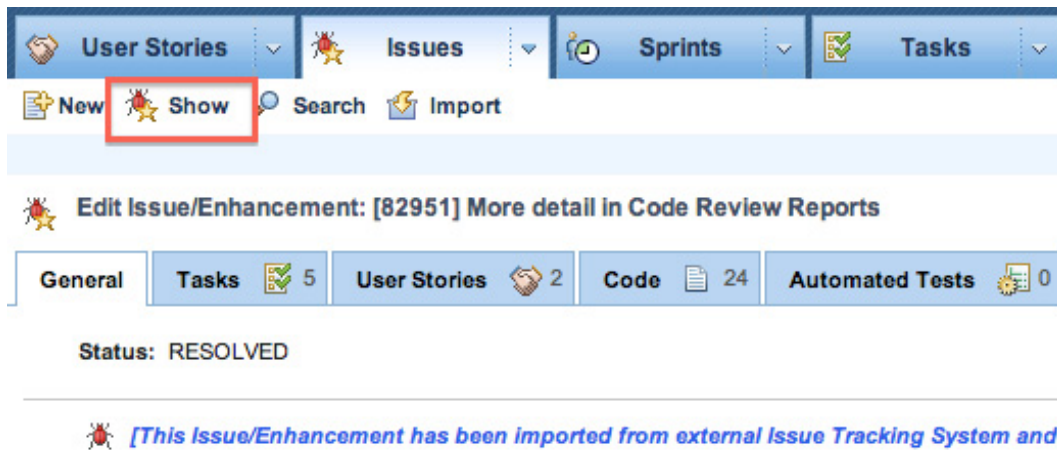 User Stories Issues Sprints Tasks
New Show Search Import
Edit Issue/Enhancement: [82951] More detail in Code Review Reports
General Tasks 5 User Stories 2 Code 24 Automated Tests 0
Status: RESOLVED
[This Issue/Enhancement has been imported from external Issue Tracking System and